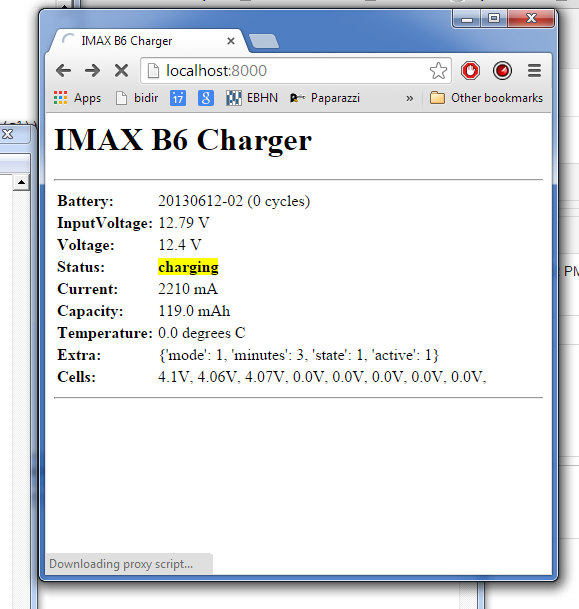 IMAX B6 Charger
localhost:8000
Apps bidir 17 8 EBHN Paparazzi » Other bookmarks
IMAX B6 Charger
Battery: 20130612-02 (0 cycles)
InputVoltage: 12.79 V
Voltage: 12.4 V
Status: charging
Current: 2210 mA
Capacity: 119.0 mAh
Temperature: 0.0 degrees C
Extra: {'mode': 1, 'minutes': 3, 'state': 1, 'active': 1}
Cells: 4.1V, 4.06V, 4.07V, 0.0V, 0.0V, 0.0V, 0.0V, 0.0V,
Downloading proxy script...
PM